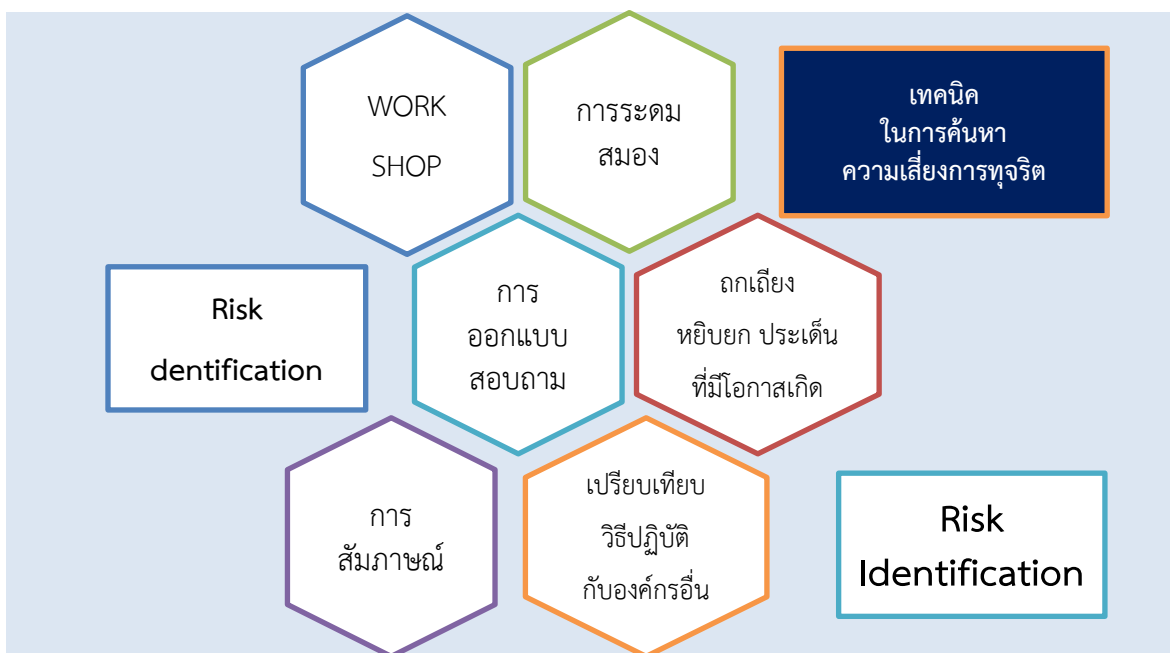 WORK
SHOP
การระดม
สมอง
เทคนิค
ในการค้นหา
ความเสี่ยงการทุจริต
Risk
dentification
การ
ออกแบบ
สอบถาม
ถกเถียง
หยิบยก ประเด็น
ที่มีโอกาสเกิด
การ
สัมภาษณ์
เปรียบเทียบ
วิธีปฏิบัติ
กับองค์กรอื่น
Risk
Identification